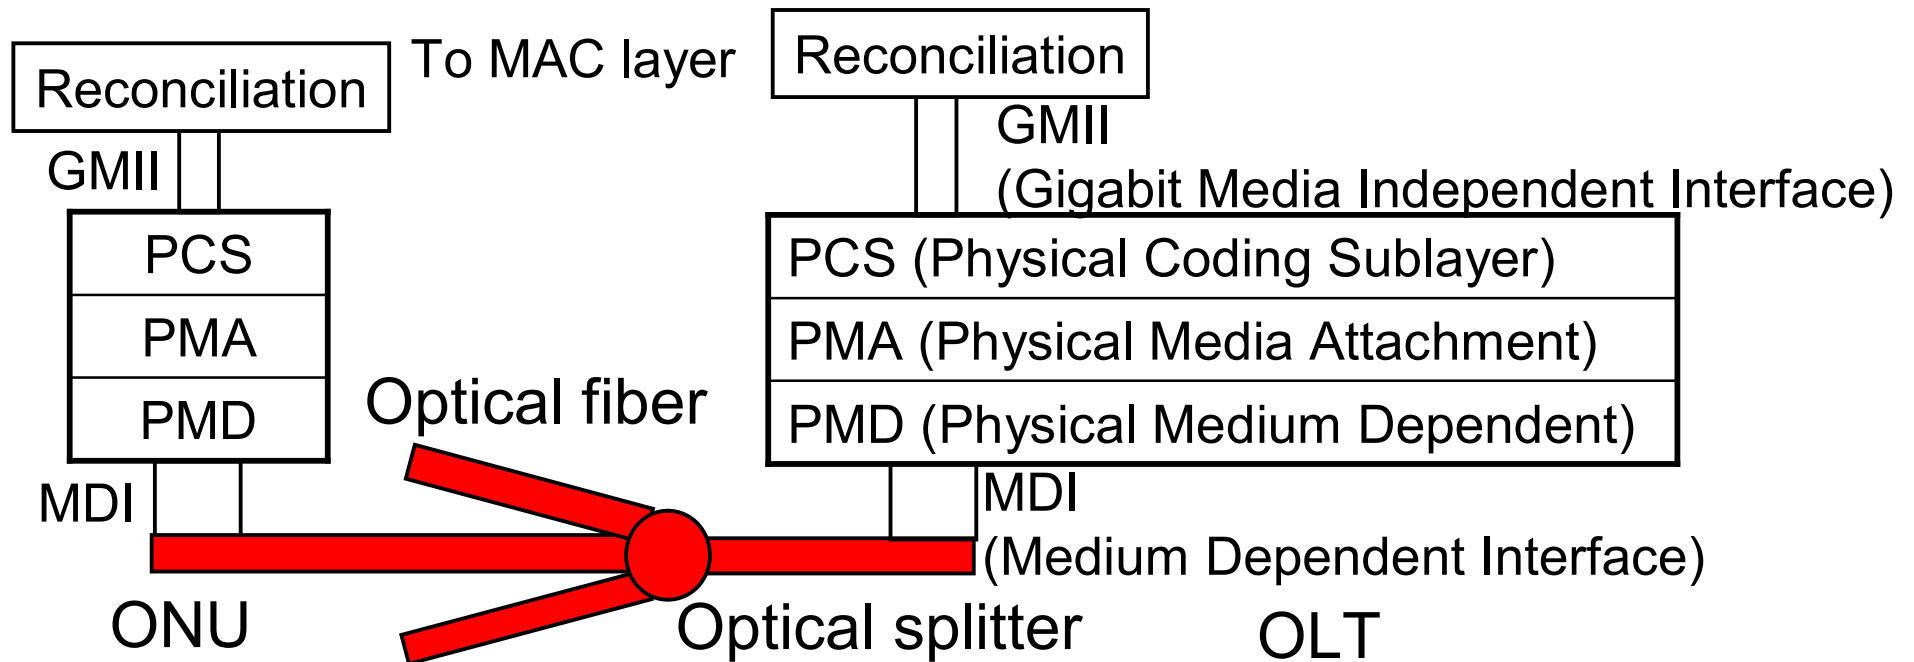 Reconciliation
To MAC layer
Reconciliation
GMII
GMII
(Gigabit Media Independent Interface)
PCS
PMA
PMD
PCS (Physical Coding Sublayer)
PMA (Physical Media Attachment)
PMD (Physical Medium Dependent)
Optical fiber
MDI
MDI
(Medium Dependent Interface)
ONU
Optical splitter
OLT